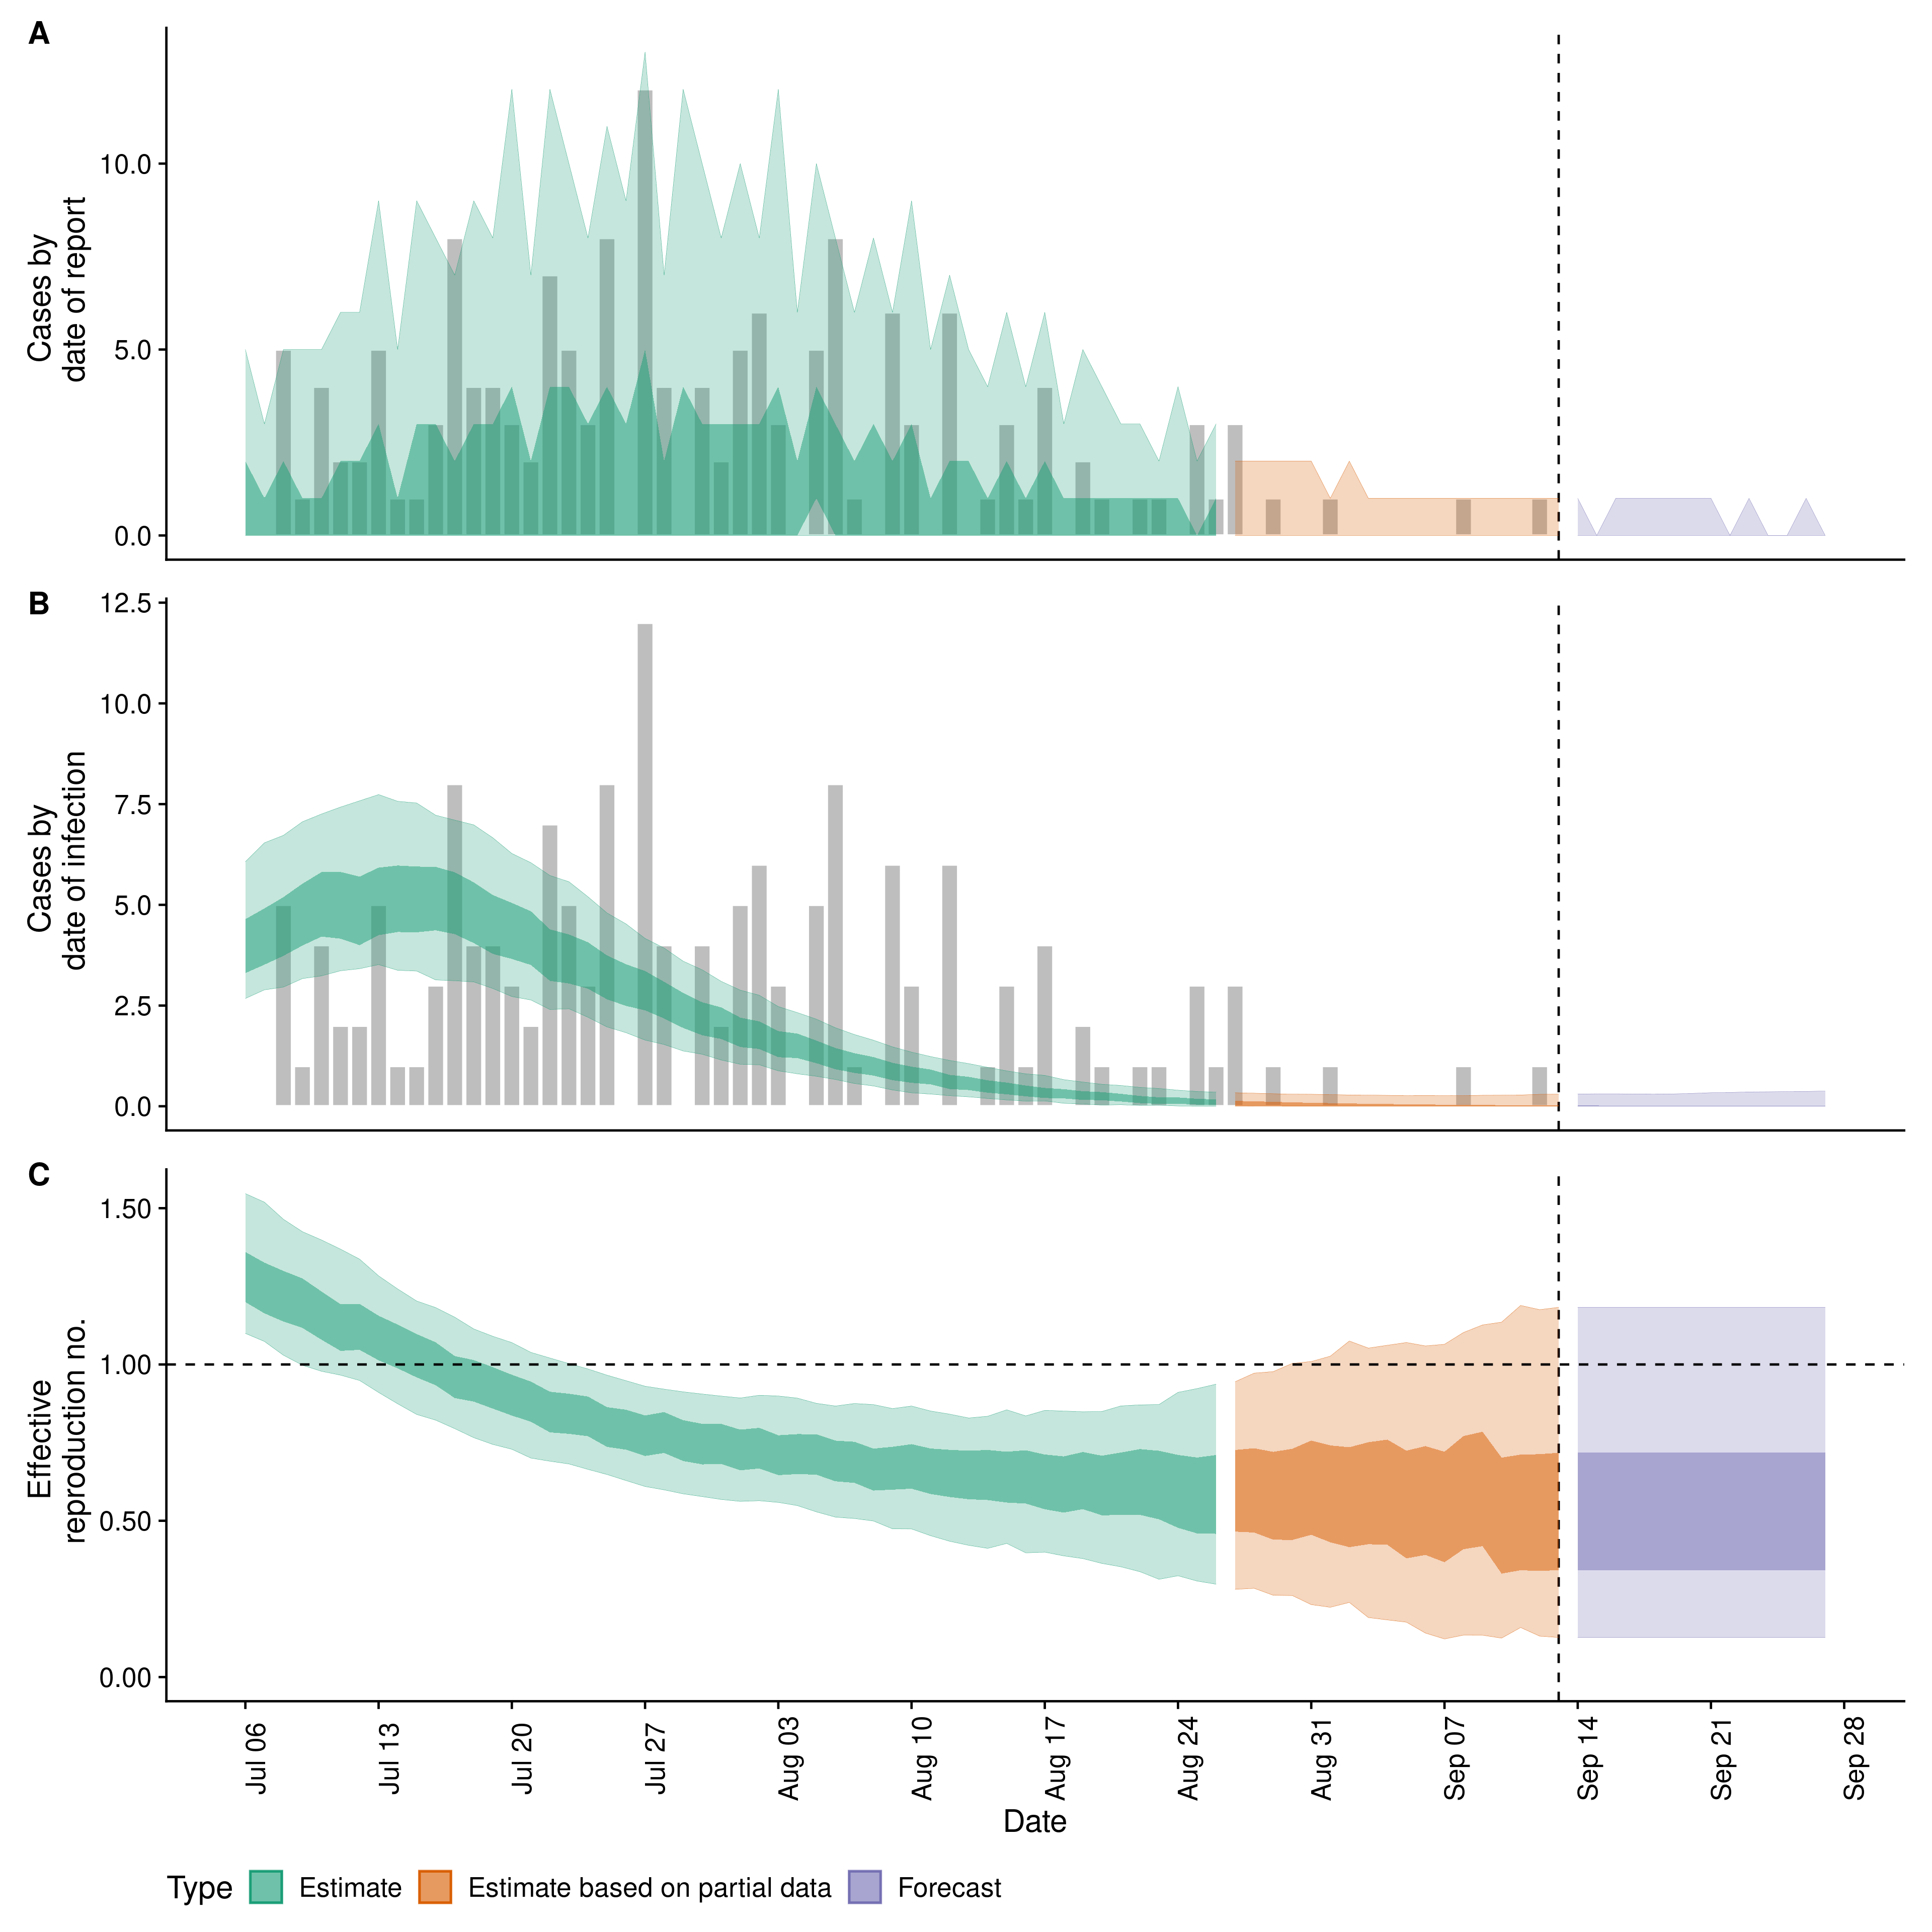 A
Cases by
date of report
10.0
5.0
0.0
B
Cases by
date of infection
12.5
10.0
7.5
5.0
2.5
0.0
C
Effective
reproduction no.
1.50
1.00
0.50
0.00
Jul 06
Jul 13
Jul 20
Jul 27
Aug 03
Aug 10
Aug 17
Aug 24
Aug 31
Sep 07
Sep 14
Sep 21
Sep 28
Date
Type Estimate Estimate based on partial data Forecast